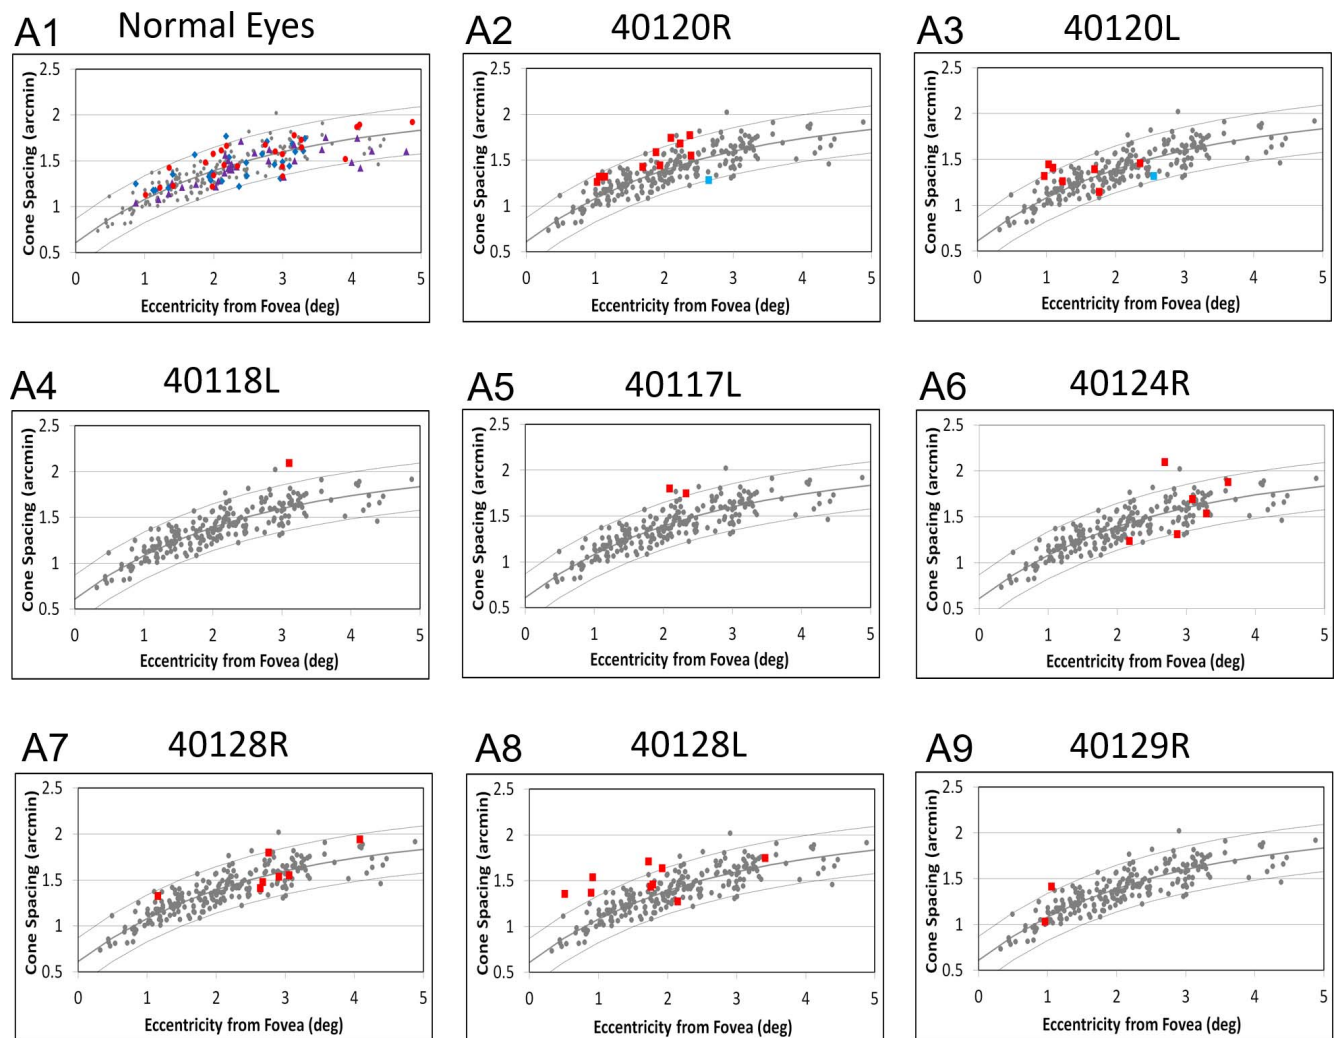 A1 Normal Eyes
A2 40120R
A3 40120L
2.5
2
1.5
1
0.5
0 1 2 3 4 5
Cone Spacing (arcmin)
Eccentricity from Fovea (deg)
2.5
2
1.5
1
0.5
0 1 2 3 4 5
Cone Spacing (arcmin)
Eccentricity from Fovea (deg)
2.5
2
1.5
1
0.5
0 1 2 3 4 5
Cone Spacing (arcmin)
Eccentricity from Fovea (deg)
A4 40118L
A5 40117L
A6 40124R
2.5
2
1.5
1
0.5
0 1 2 3 4 5
Cone Spacing (arcmin)
Eccentricity from Fovea (deg)
2.5
2
1.5
1
0.5
0 1 2 3 4 5
Cone Spacing (arcmin)
Eccentricity from Fovea (deg)
2.5
2
1.5
1
0.5
0 1 2 3 4 5
Cone Spacing (arcmin)
Eccentricity from Fovea (deg)
A7 40128R
A8 40128L
A9 40129R
2.5
2
1.5
1
0.5
0 1 2 3 4 5
Cone Spacing (arcmin)
Eccentricity from Fovea (deg)
2.5
2
1.5
1
0.5
0 1 2 3 4 5
Cone Spacing (arcmin)
Eccentricity from Fovea (deg)
2.5
2
1.5
1
0.5
0 1 2 3 4 5
Cone Spacing (arcmin)
Eccentricity from Fovea (deg)